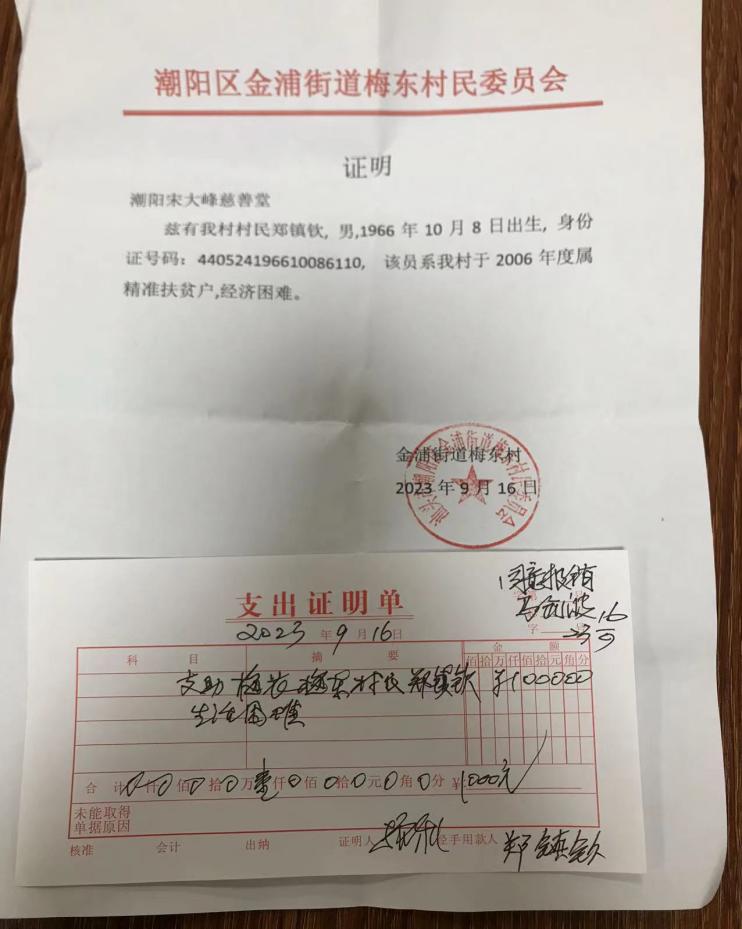 潮阳区金浦街道梅东村民委员会
证明
潮阳宋大峰慈善堂
兹有我村村民郑镇钦, 男,1966 年 10 月 8 日出生, 身份
证号码: 440524196610086110, 该员系我村于 2006 年度属
精准扶贫户,经济困难。
金浦街道梅东村
2023 年 9 月 16 日
同意报销
支出证明单
2023 年 9 月 16 日
字
科 目 摘 要 金 额
佰 拾 万 仟 佰 拾 元 角 分
支助 梅东村民 郑镇钦 ¥100000
生活困难
合 计 0 仟 0 佰 0 拾 0 万 壹 仟 0 佰 0 拾 0 元 0 角 0 分 ¥ 1000元
未能取得
单据原因
核准 会计 出纳 证明人 经手用款人 郑镇钦